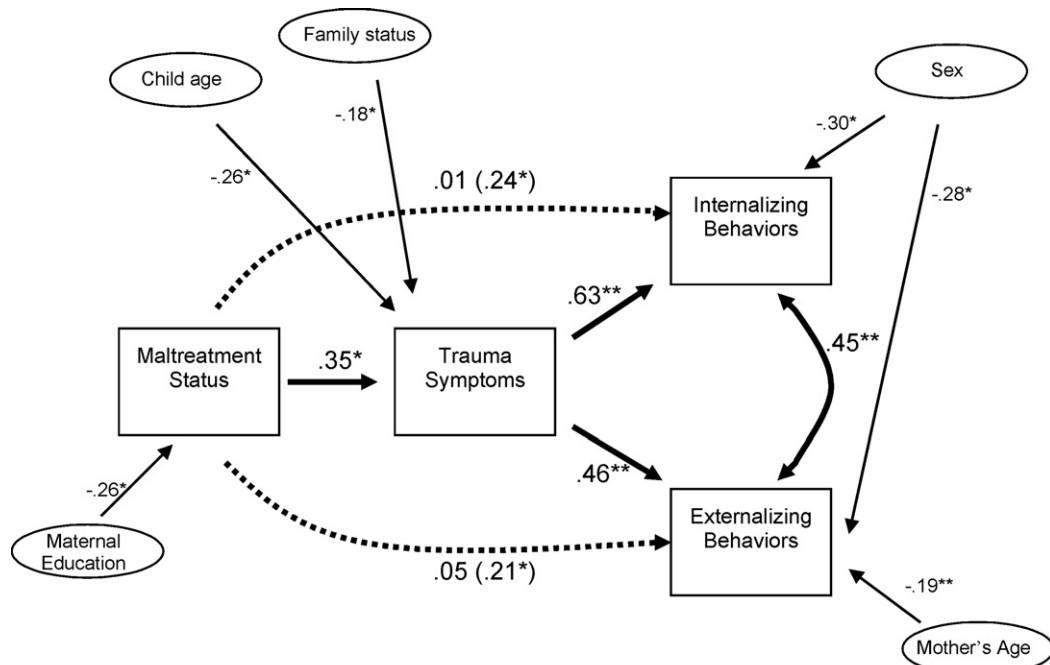 Family status
Child age
Sex
-.18*
-.30*
-.26*
.01 (.24*)
-.28*
Internalizing
Behaviors
.63**
Maltreatment
Status
.35*
Trauma
Symptoms
.45**
.46**
-.26*
Externalizing
Behaviors
Maternal
Education
.05 (.21*)
-.19**
Mother's Age